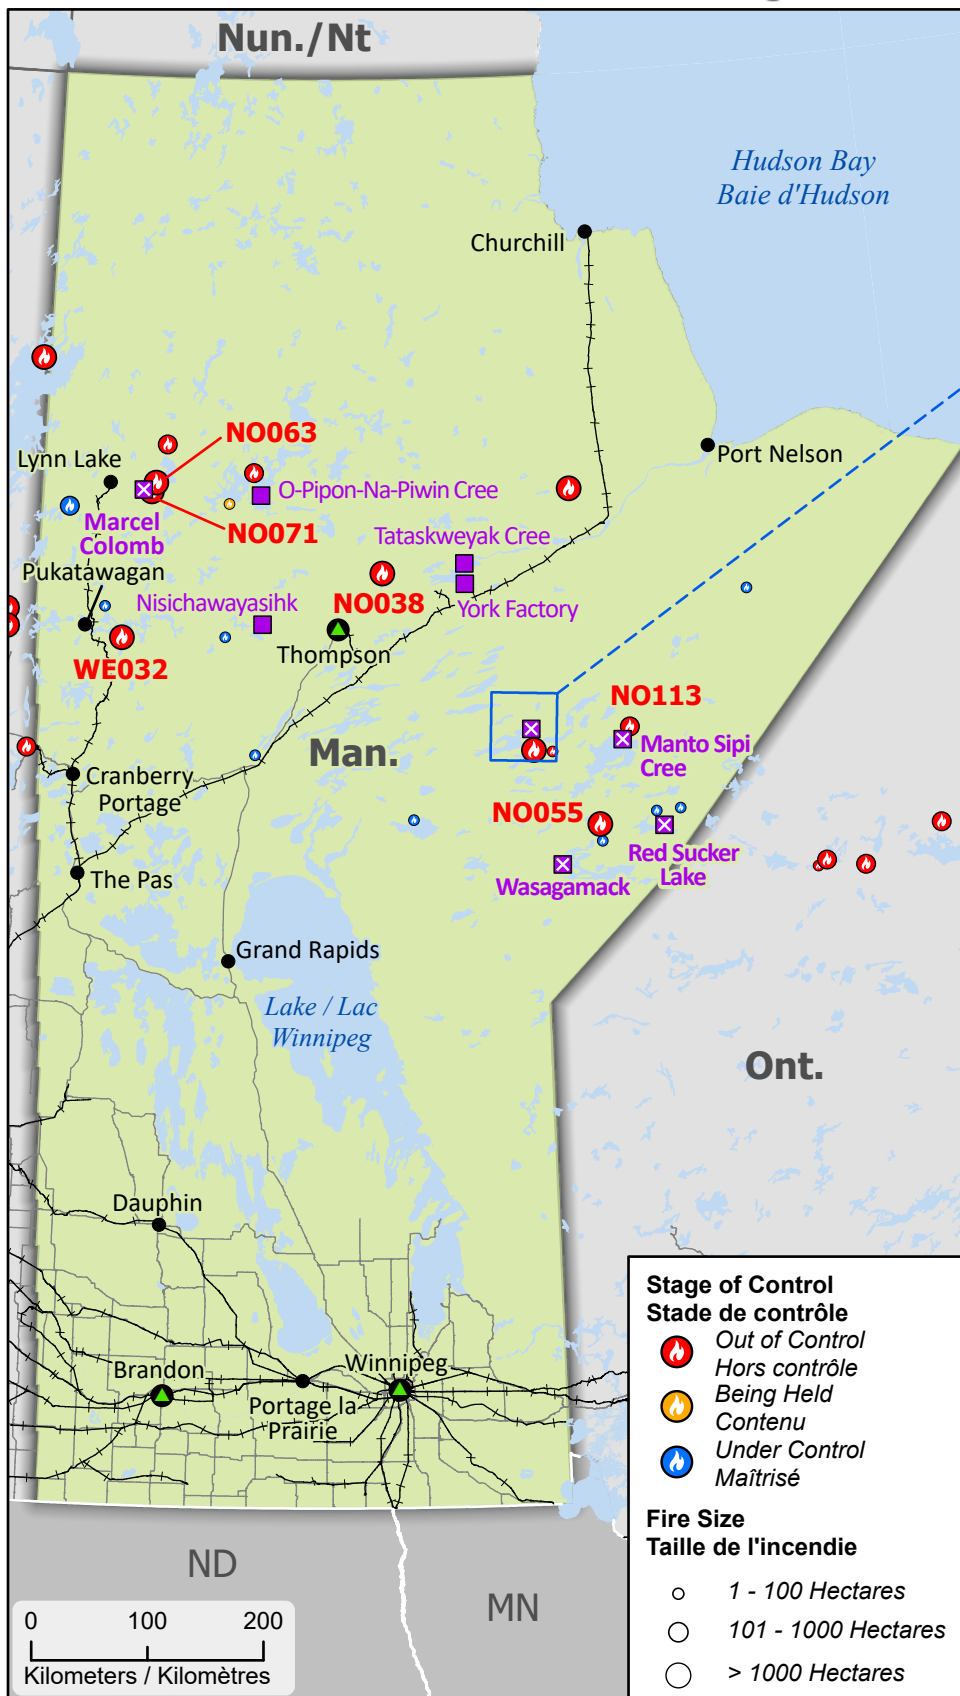 Nun./Nt
Hudson Bay
Baie d'Hudson
Churchill
NO063
Lynn Lake
Port Nelson
O-Pipon-Na-Piwin Cree
Marcel
Colomb
NO071
Tataskweyak Cree
Pukatawagan
Nisichawayasihk
NO038
York Factory
Thompson
WE032
NO113
Man.
Manto Sipi
Cree
Cranberry
Portage
NO055
Red Sucker
Lake
The Pas
Wasagamack
Grand Rapids
Lake / Lac
Winnipeg
Ont.
Dauphin
Brandon
Winnipeg
Portage la
Prairie
ND
MN
0 100 200
Kilometers / Kilomètres
Stage of Control
Stade de contrôle
Out of Control
Hors contrôle
Being Held
Contenu
Under Control
Maîtrisé
Fire Size
Taille de l'incendie
1 - 100 Hectares
101 - 1000 Hectares
> 1000 Hectares